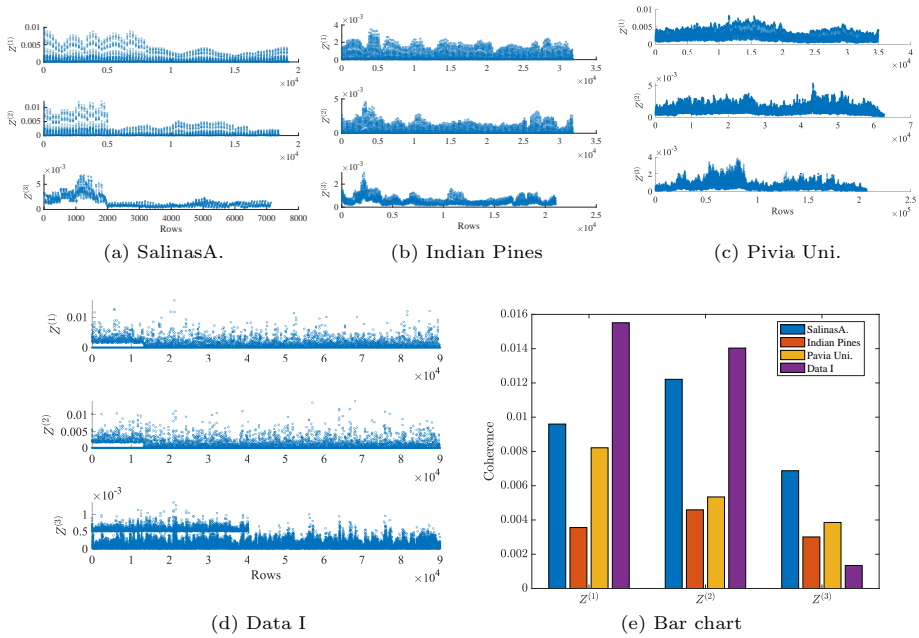 Z^{(1)}
0.01
0.005
0
0 0.5 1 1.5 2
×10^4
Z^{(3)}
0.01
0.005
0
0 0.5 1 1.5 2
×10^4
×10^{-3}
Z^{(3)}
5
0
0 1000 2000 3000 4000 5000 6000 7000 8000
Rows
(a) SalinasA.
×10^{-3}
Z^{(1)}
4
2
0
0 0.5 1 1.5 2 2.5 3 3.5
×10^4
×10^{-3}
Z^{(2)}
4
2
0
0 0.5 1 1.5 2 2.5 3 3.5
×10^4
×10^{-3}
Z^{(3)}
2
0
0 0.5 1 1.5 2 2.5
Rows
×10^4
(b) Indian Pines
Z^{(1)}
0.01
0.005
0
0 0.5 1 1.5 2 2.5 3 3.5 4
×10^4
×10^{-3}
Z^{(2)}
5
0
0 1 2 3 4 5 6 7
×10^4
×10^{-3}
Z^{(3)}
4
2
0
0 0.5 1 1.5 2 2.5
Rows
×10^5
(c) Pivia Uni.
Z^{(1)}
0.01
0
0 1 2 3 4 5 6 7 8 9
×10^4
Z^{(2)}
0.01
0.005
0
0 1 2 3 4 5 6 7 8 9
×10^4
×10^{-3}
Z^{(3)}
1
0.5
0
0 1 2 3 4 5 6 7 8 9
Rows
×10^4
(d) Data I
Coherence
0.016
0.014
0.012
0.01
0.008
0.006
0.004
0.002
0
SalinasA.
Indian Pines
Pavia Uni.
Data I
Z^{(1)} Z^{(2)} Z^{(3)}
(e) Bar chart